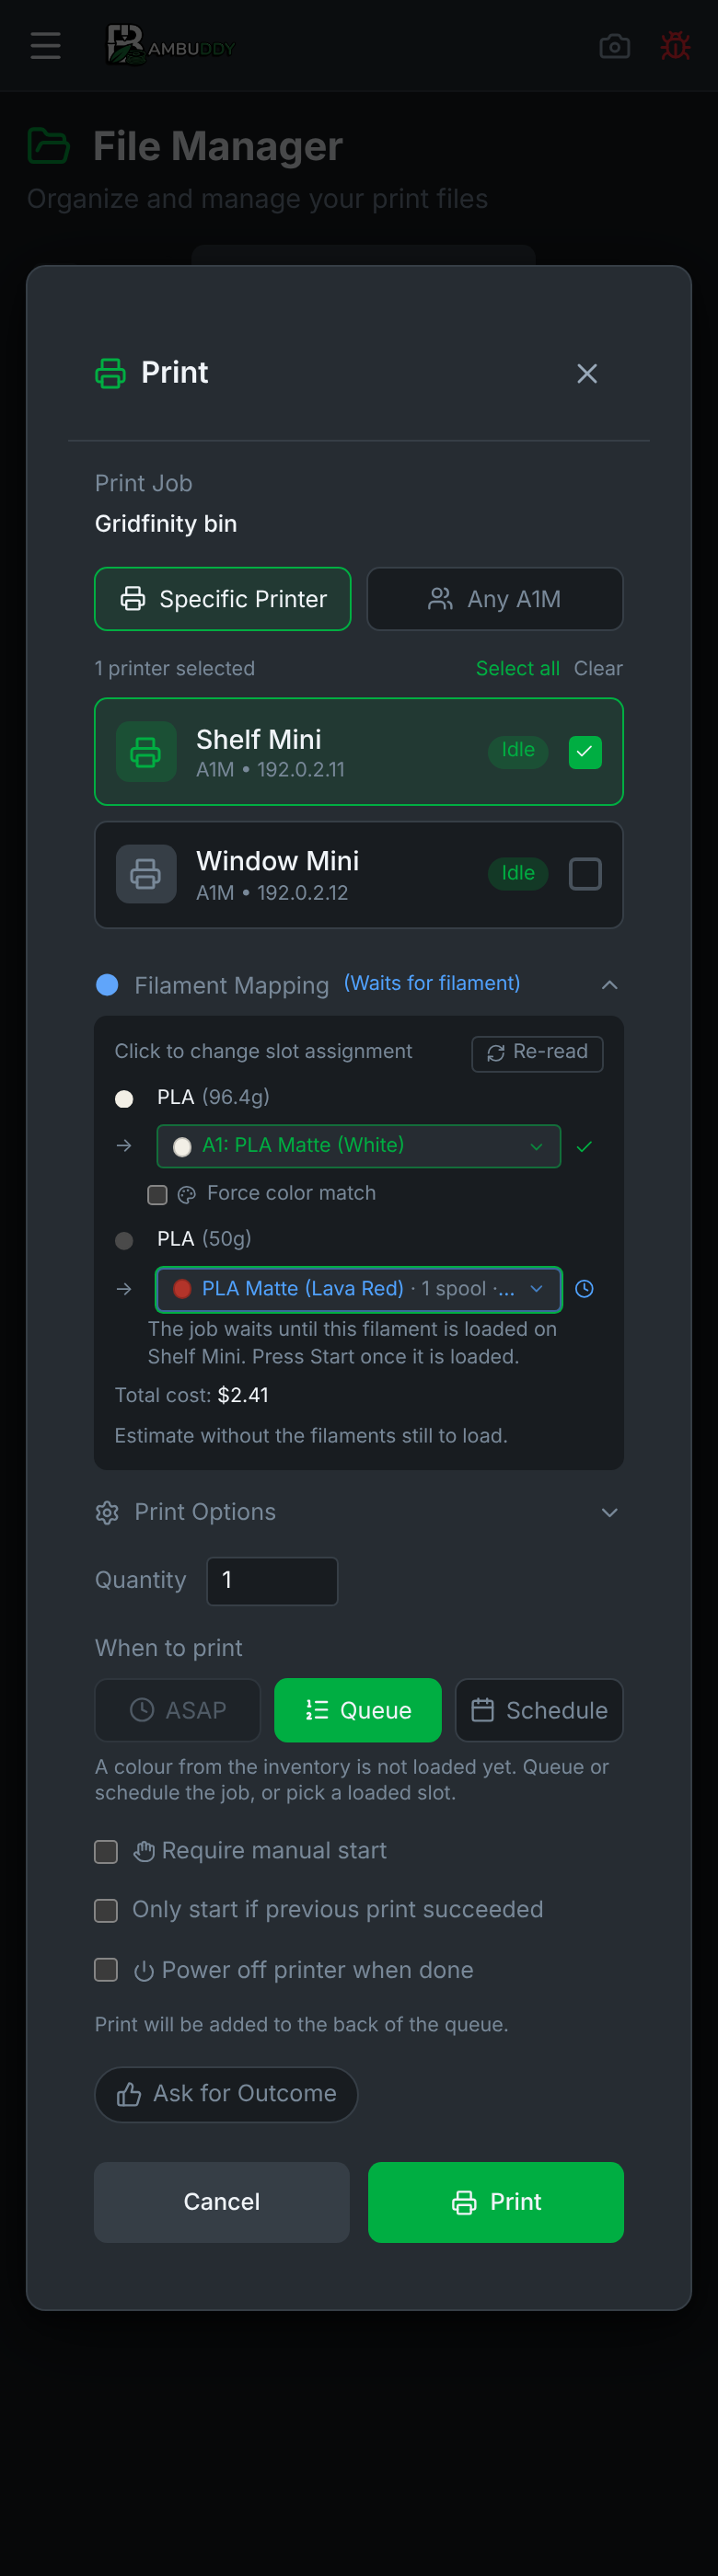 AMBUDDY
File Manager
Organize and manage your print files
Print
Print Job
Gridfinity bin
Specific Printer
Any A1M
1 printer selected
Select all
Clear
Shelf Mini
A1M • 192.0.2.11
Idle
Window Mini
A1M • 192.0.2.12
Idle
Filament Mapping (Waits for filament)
Click to change slot assignment
Re-read
PLA (96.4g)
→ A1: PLA Matte (White)
Force color match
PLA (50g)
→ PLA Matte (Lava Red) · 1 spool ·...
The job waits until this filament is loaded on
Shelf Mini. Press Start once it is loaded.
Total cost: $2.41
Estimate without the filaments still to load.
Print Options
Quantity 1
When to print
ASAP
Queue
Schedule
A colour from the inventory is not loaded yet. Queue or
schedule the job, or pick a loaded slot.
Require manual start
Only start if previous print succeeded
Power off printer when done
Print will be added to the back of the queue.
Ask for Outcome
Cancel
Print